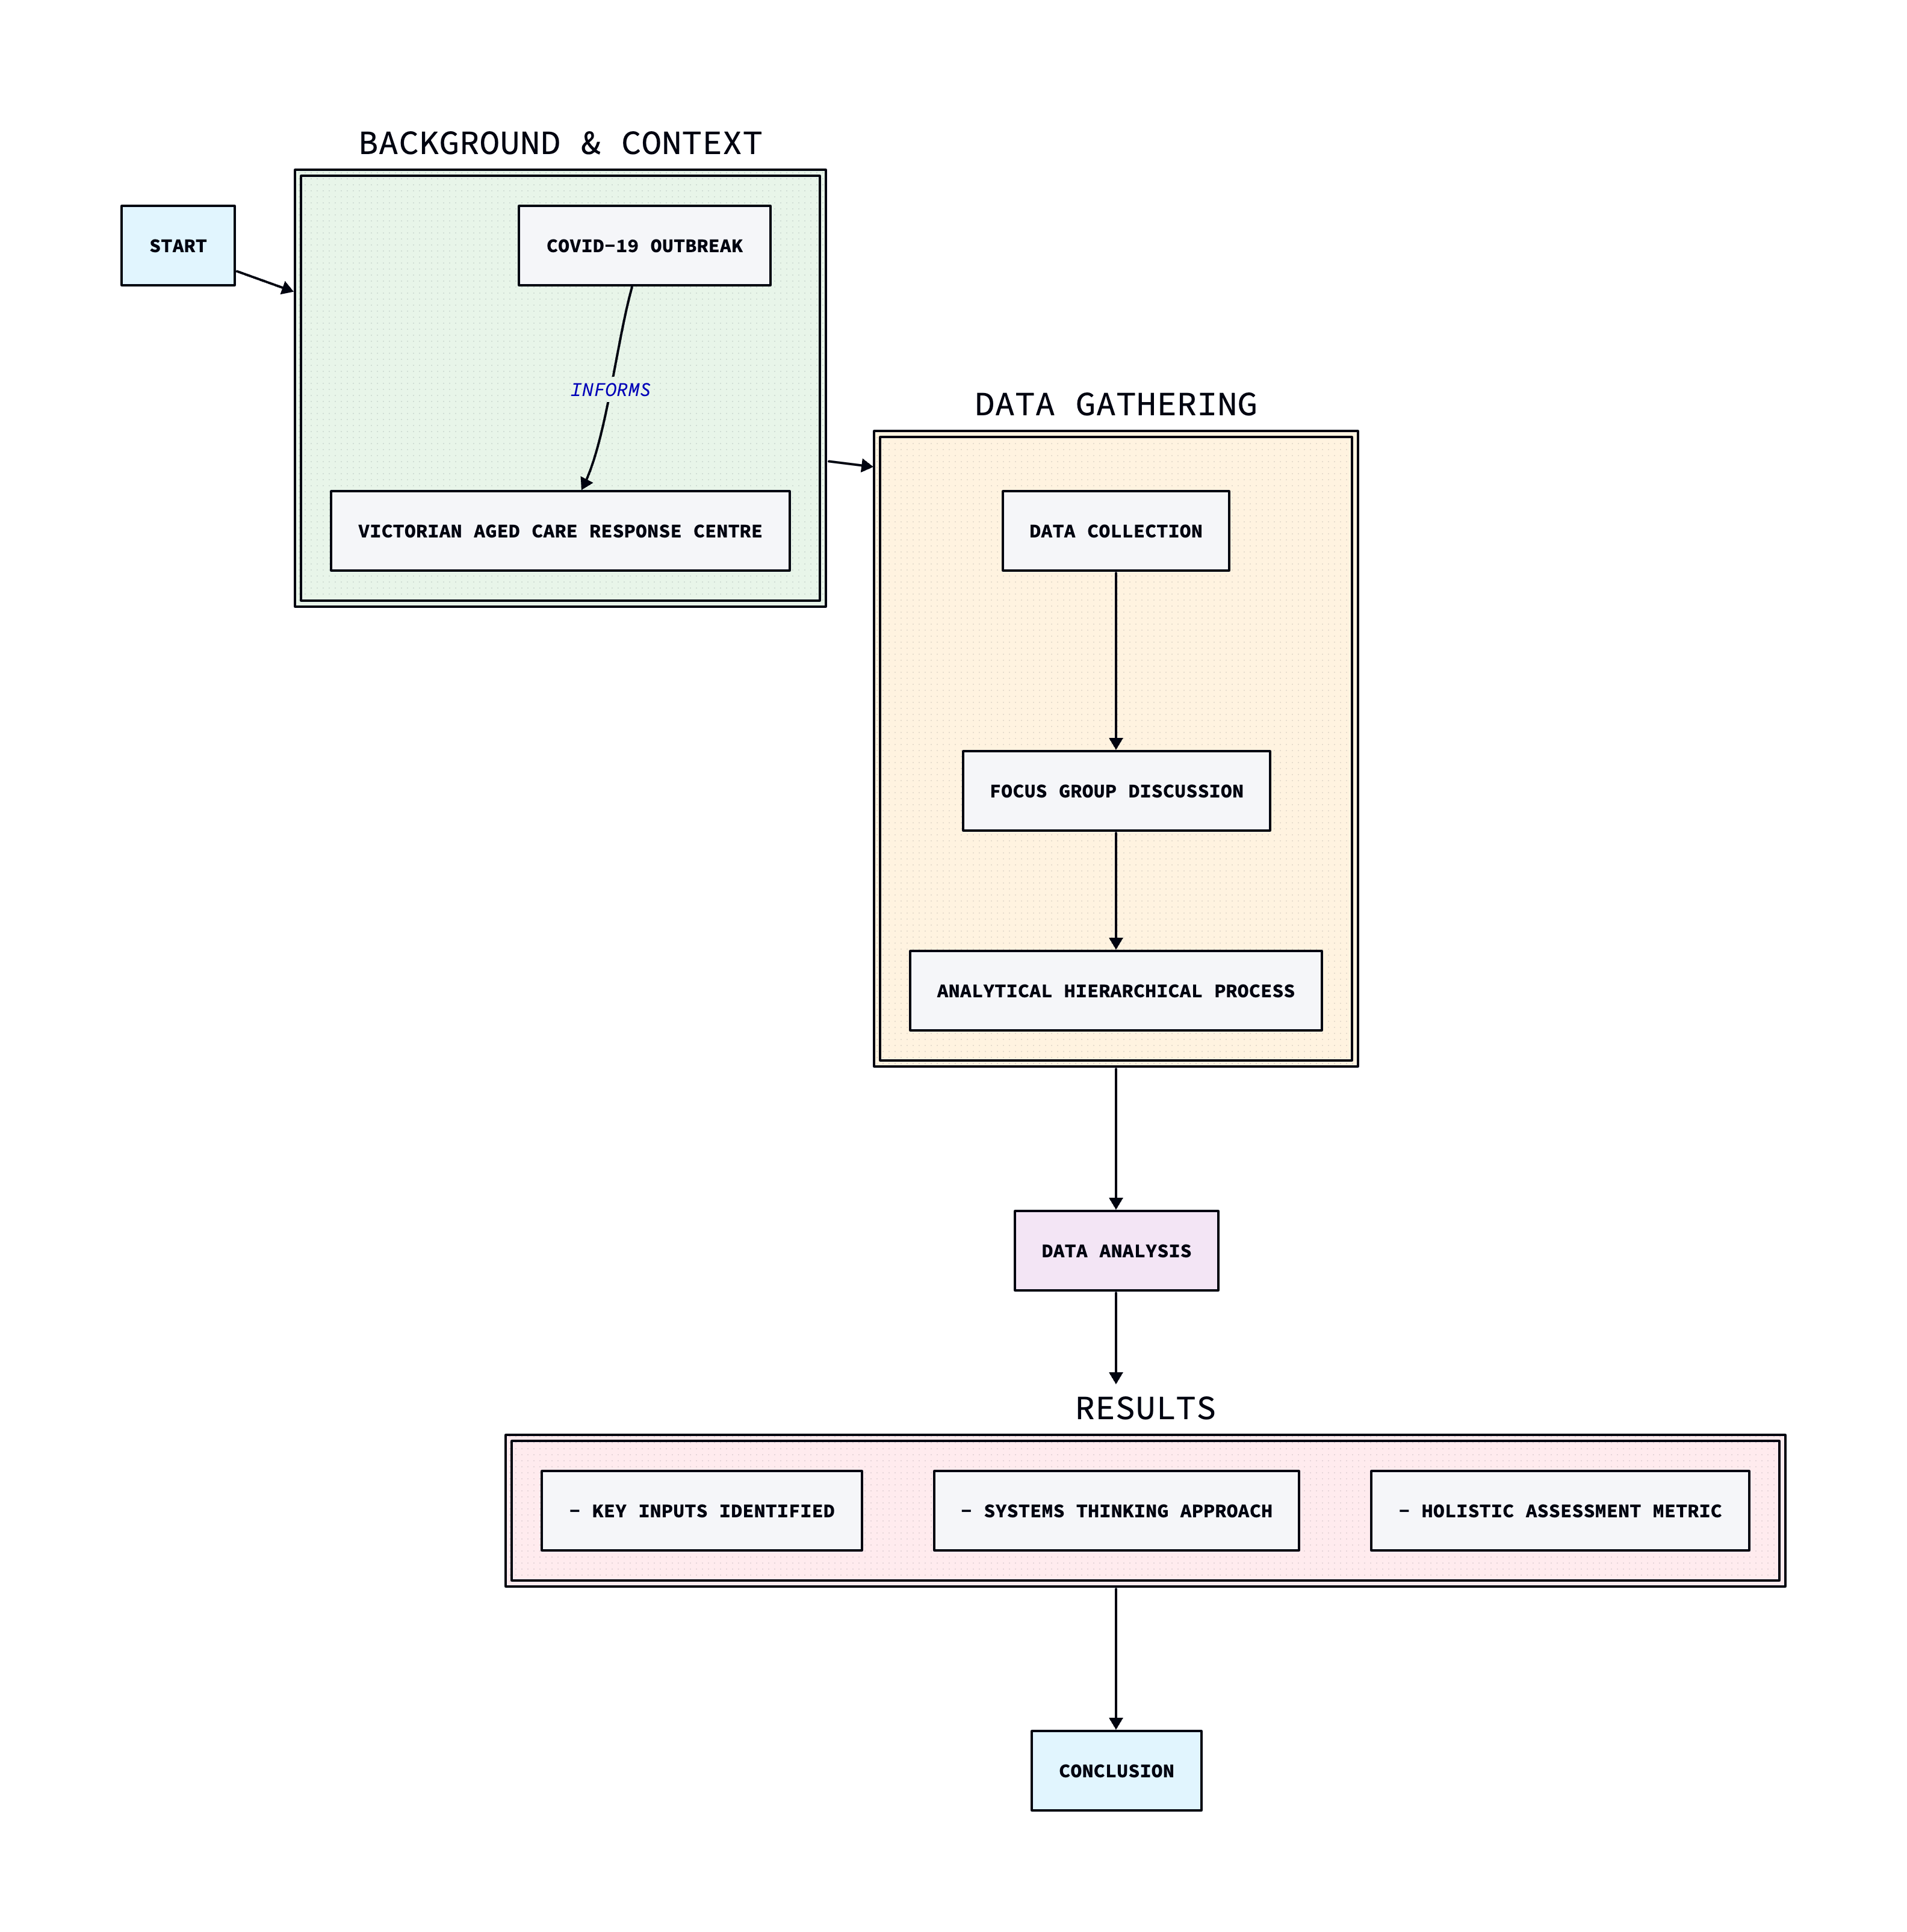 BACKGROUND & CONTEXT
START
COVID-19 OUTBREAK
INFORMS
VICTORIAN AGED CARE RESPONSE CENTRE
DATA GATHERING
DATA COLLECTION
FOCUS GROUP DISCUSSION
ANALYTICAL HIERARCHICAL PROCESS
DATA ANALYSIS
RESULTS
- KEY INPUTS IDENTIFIED
- SYSTEMS THINKING APPROACH
- HOLISTIC ASSESSMENT METRIC
CONCLUSION